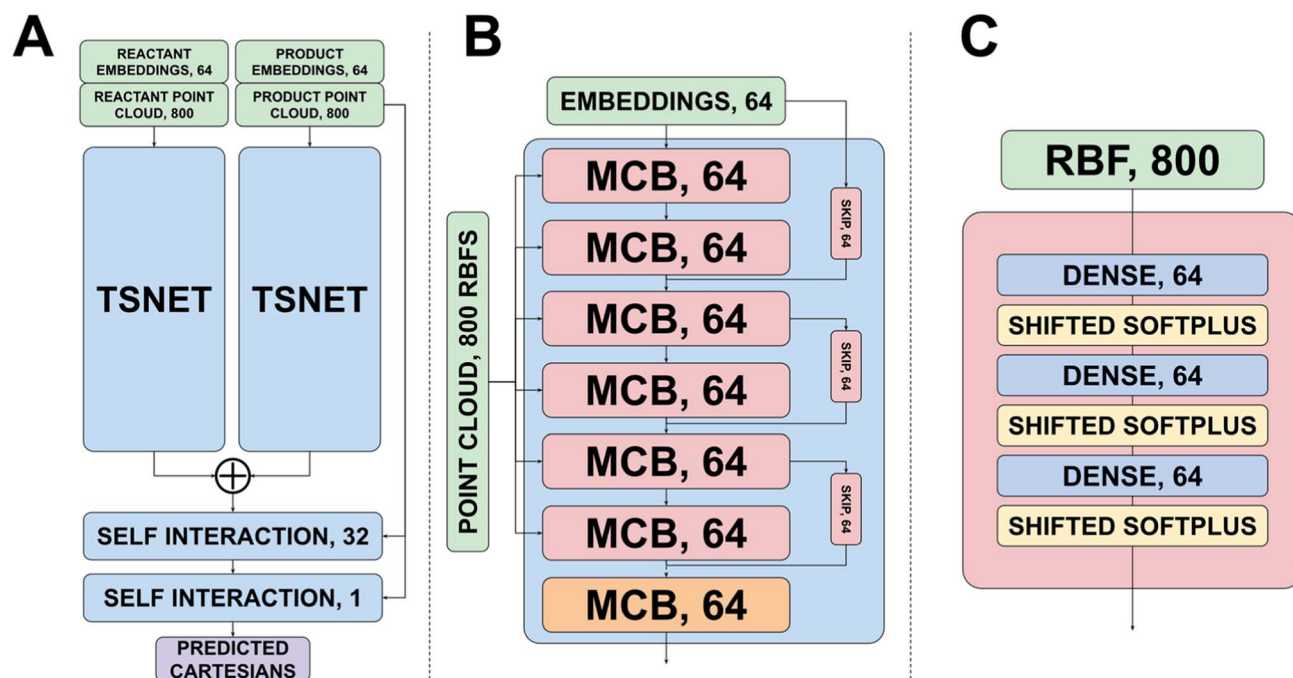 A
REACTANT
EMBEDDINGS, 64
PRODUCT
EMBEDDINGS, 64
REACTANT POINT
CLOUD, 800
PRODUCT POINT
CLOUD, 800
TSNET
TSNET
SELF INTERACTION, 32
SELF INTERACTION, 1
PREDICTED
CARTESIANS
B
EMBEDDINGS, 64
POINT CLOUD, 800 RBFS
MCB, 64
MCB, 64
SKIP, 64
MCB, 64
MCB, 64
SKIP, 64
MCB, 64
MCB, 64
SKIP, 64
MCB, 64
C
RBF, 800
DENSE, 64
SHIFTED SOFTPLUS
DENSE, 64
SHIFTED SOFTPLUS
DENSE, 64
SHIFTED SOFTPLUS